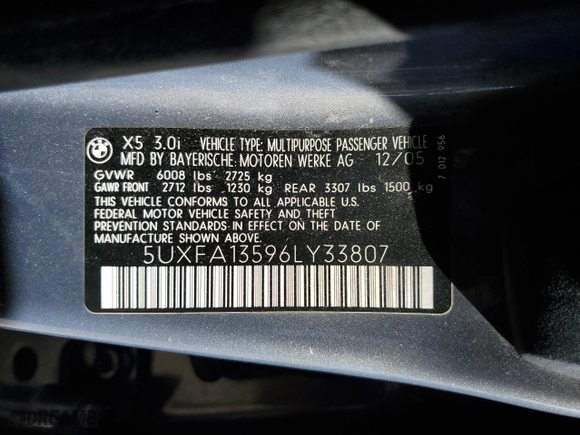 X5 3.0i VEHICLE TYPE: MULTIPURPOSE PASSENGER VEHICLE
MFD BY BAYERISCHE MOTOREN WERKE AG 12/05
GVWR 6008 lbs 2725 kg
GAWR FRONT 2712 lbs 1230 kg REAR 3307 lbs 1500 kg
THIS VEHICLE CONFORMS TO ALL APPLICABLE U.S.
FEDERAL MOTOR VEHICLE SAFETY AND THEFT
PREVENTION STANDARDS IN EFFECT ON THE DATE
OF MANUFACTURE SHOWN ABOVE.
5UXFA13596LY33807
7 012 956